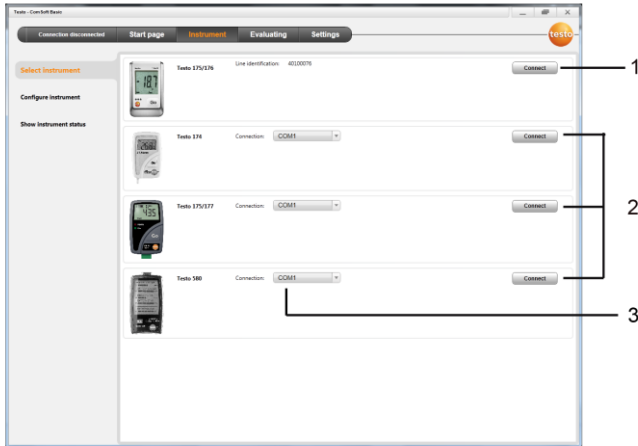 Testo - ComSoft Basic
Connection disconnected Start page Instrument Evaluating Settings testo
Select instrument
Configure instrument
Show instrument status
Testo 175/176 Line identification: 40100076 Connect
Testo 174 Connection: COM1 Connect
Testo 175/177 Connection: COM1 Connect
Testo 580 Connection: COM1 Connect
1
2
3